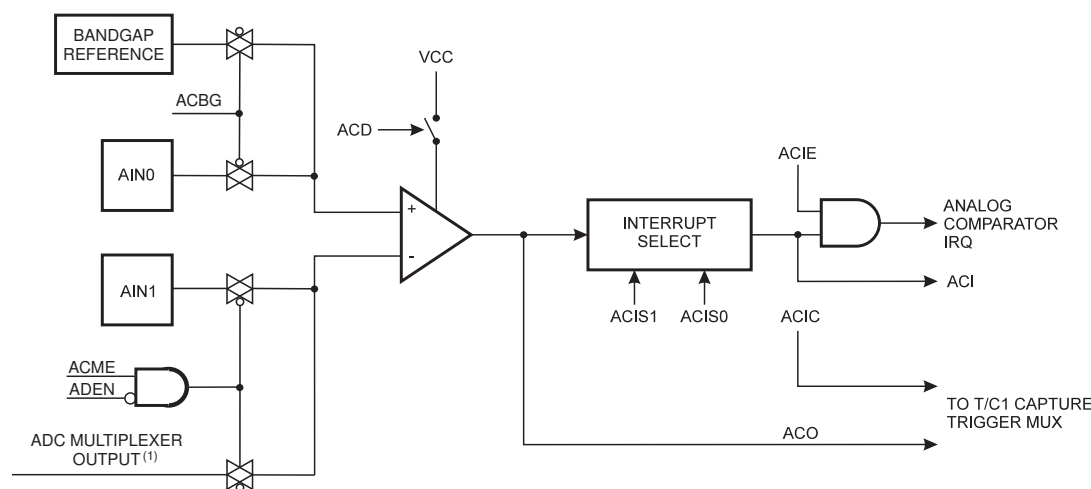 BANDGAP
REFERENCE
VCC
ACBG
ACD
AIN0
ACIE
+
INTERRUPT
SELECT
ANALOG
COMPARATOR
IRQ
-
AIN1
ACI
ACIS1
ACIS0
ACIC
ACME
ADEN
TO T/C1 CAPTURE
TRIGGER MUX
ADC MULTIPLEXER
OUTPUT (1)
ACO